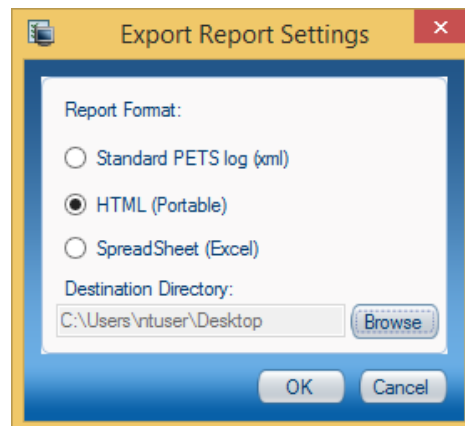 Export Report Settings
Report Format:
Standard PETS log (xml)
HTML (Portable)
SpreadSheet (Excel)
Destination Directory:
C:\Users\ntuser\Desktop Browse
OK Cancel